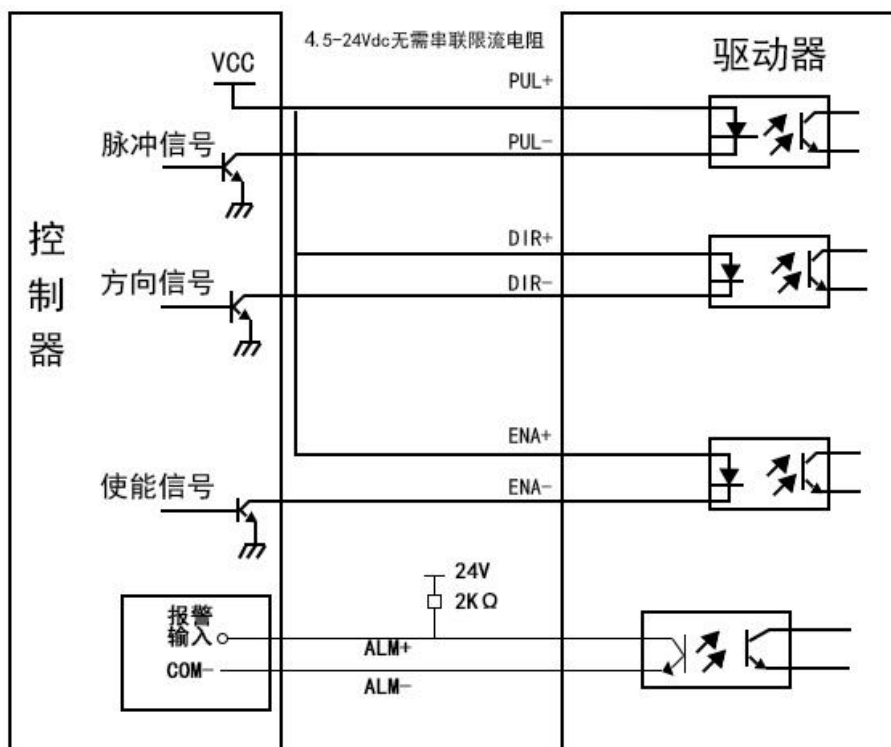 4.5-24Vdc无需串联限流电阻
驱动器
VCC
PUL+
脉冲信号
PUL-
控制器
DIR+
方向信号
DIR-
ENA+
使能信号
ENA-
24V
2KΩ
报警
输入
ALM+
COM-
ALM-